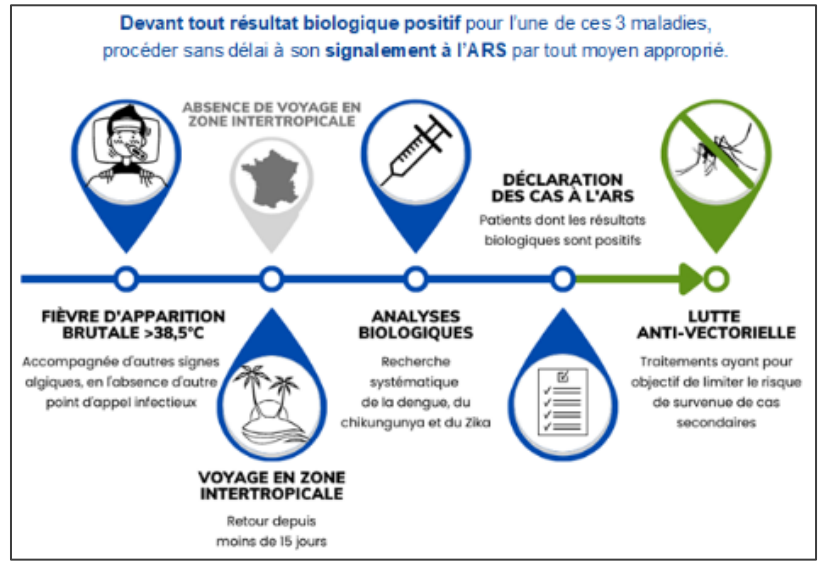 Devant tout résultat biologique positif pour l'une de ces 3 maladies,
procéder sans délai à son signalement à l'ARS par tout moyen approprié.
ABSENCE DE VOYAGE EN
ZONE INTERTROPICALE
DÉCLARATION
DES CAS À L'ARS
Patients dont les résultats
biologiques sont positifs
FIÈVRE D'APPARITION
BRUTALE >38,5°C
Accompagnée d'autres signes
algiques, en l'absence d'autre
point d'appel infectieux
VOYAGE EN ZONE
INTERTROPICALE
Retour depuis
moins de 15 jours
ANALYSES
BIOLOGIQUES
Recherche
systématique
de la dengue, du
chikungunya et du Zika
LUTTE
ANTI-VECTORIELLE
Traitements ayant pour
objectif de limiter le risque
de survenue de cas
secondaires